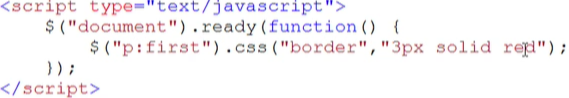 <script type="text/javascript">
$("document").ready(function() {
$("p:first").css("border","3px solid red");
});
</script>